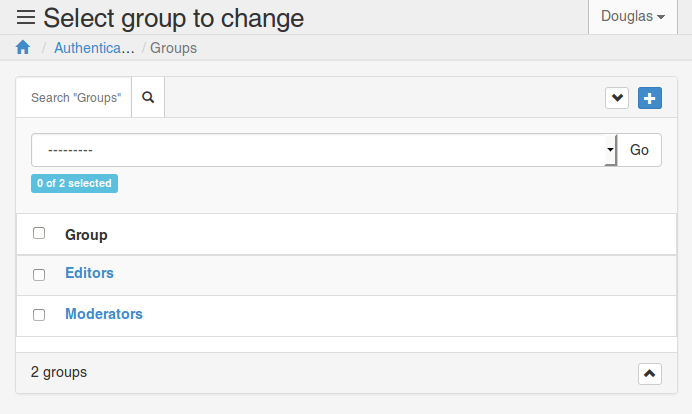 Select group to change
Douglas
/ Authentica... / Groups
Search "Groups"
---------
Go
0 of 2 selected
Group
Editors
Moderators
2 groups